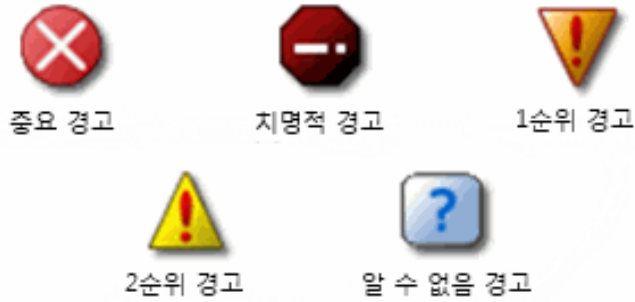 중요 경고
치명적 경고
1순위 경고
2순위 경고
알 수 없음 경고